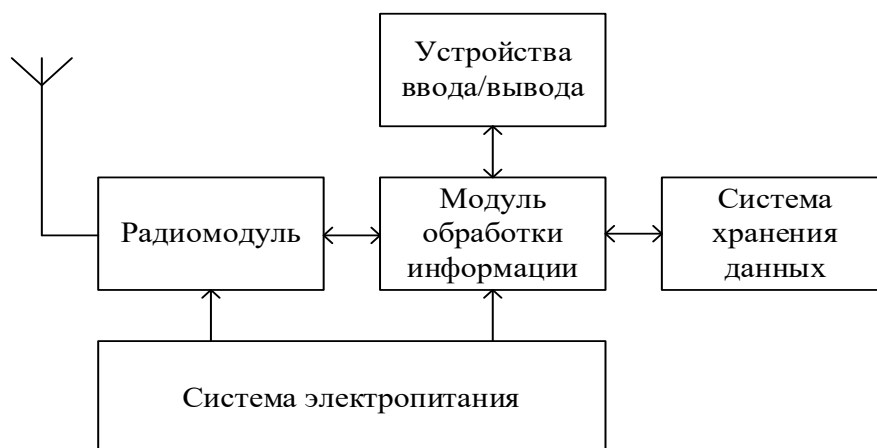 Устройства
ввода/вывода
Радиомодуль
Модуль
обработки
информации
Система
хранения
данных
Система электропитания